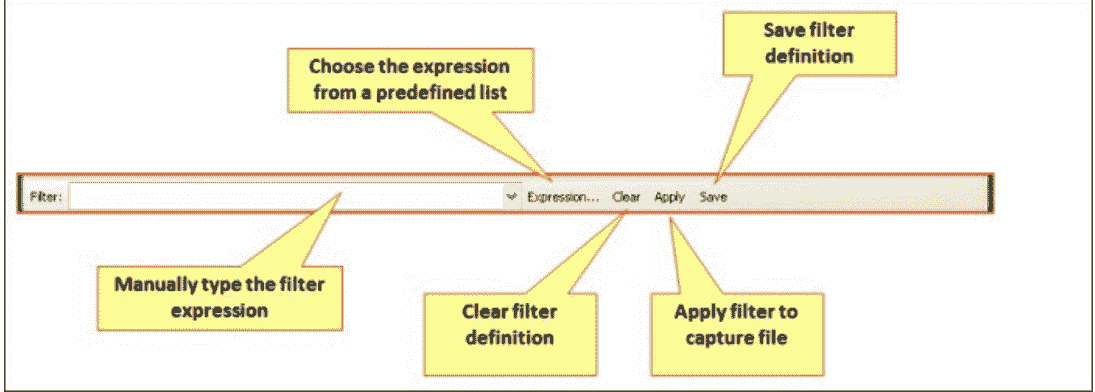 Save filter
definition
Choose the expression
from a predefined list
Filter: Expression... Clear Apply Save
Manually type the filter
expression
Clear filter
definition
Apply filter to
capture file